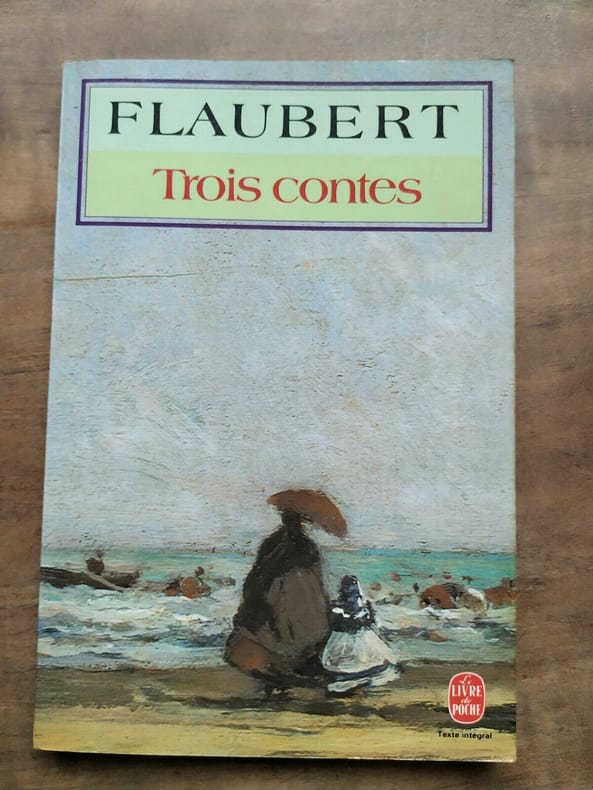 FLAUBERT
Trois contes
Le
LIVRE
de
POCHE
Texte intégral